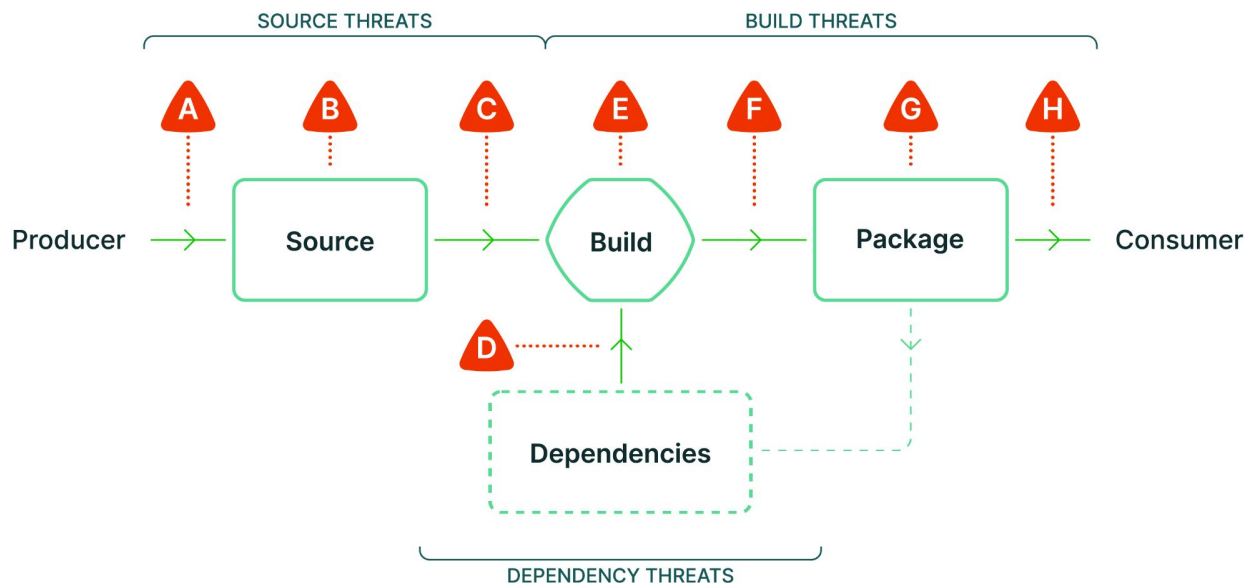 SOURCE THREATS
BUILD THREATS
A
B
C
E
F
G
H
Producer
Source
Build
Package
Consumer
D
Dependencies
DEPENDENCY THREATS